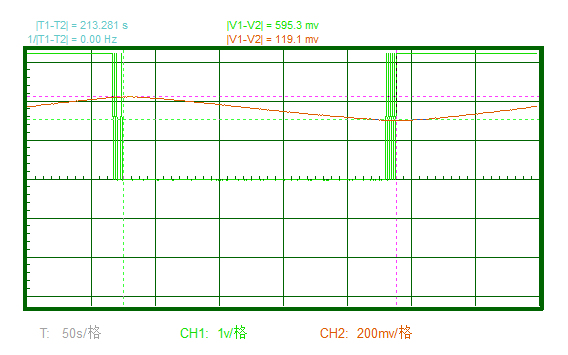 |T1-T2| = 213.281 s |V1-V2| = 595.3 mv
1/|T1-T2| = 0.00 Hz |V1-V2| = 119.1 mv
T: 50s/格 CH1: 1v/格 CH2: 200mv/格